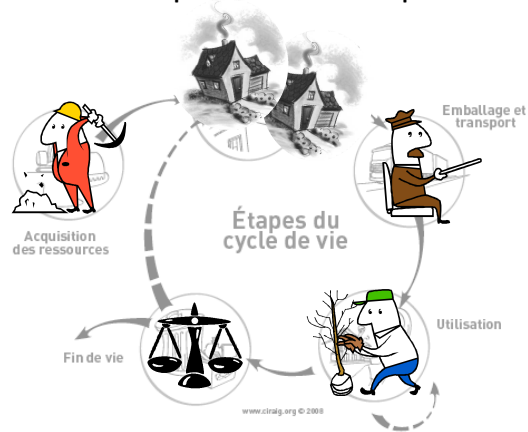 Étapes du
cycle de vie
Acquisition
des ressources
Emballage et
transport
Utilisation
Fin de vie
www.ciraig.org © 2008